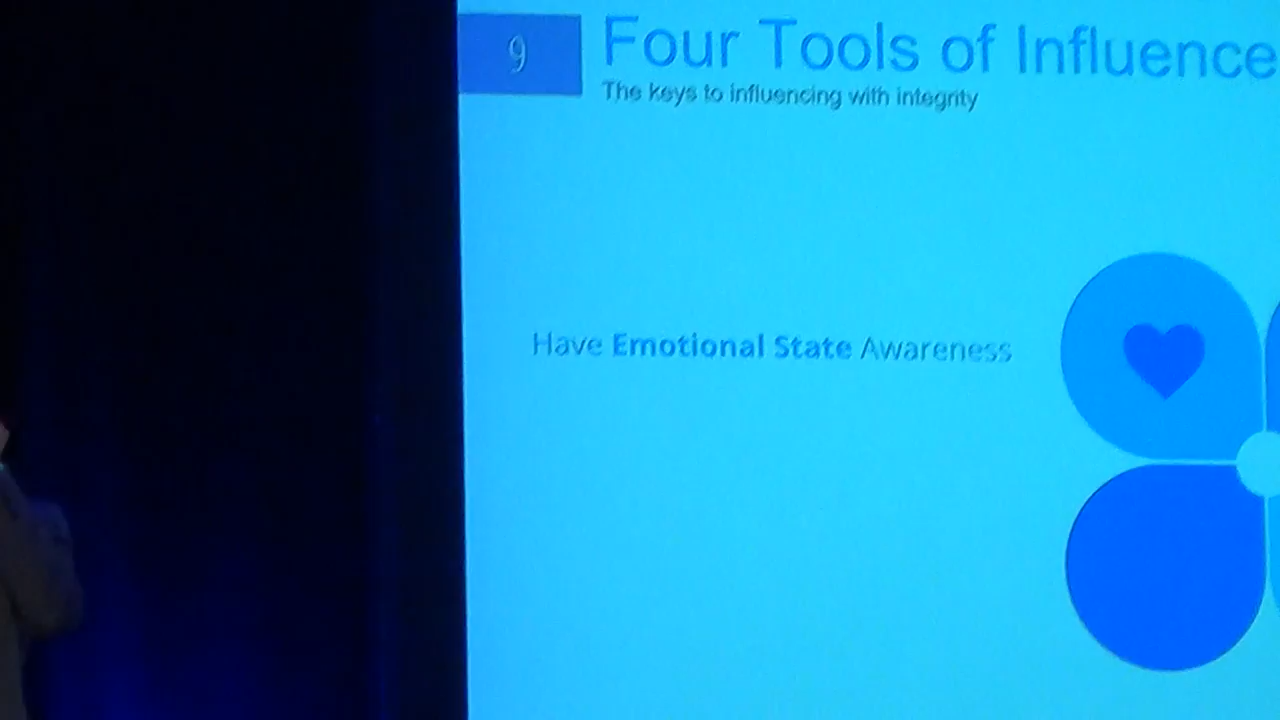 9
Four Tools of Influence
The keys to influencing with integrity
Have Emotional State Awareness